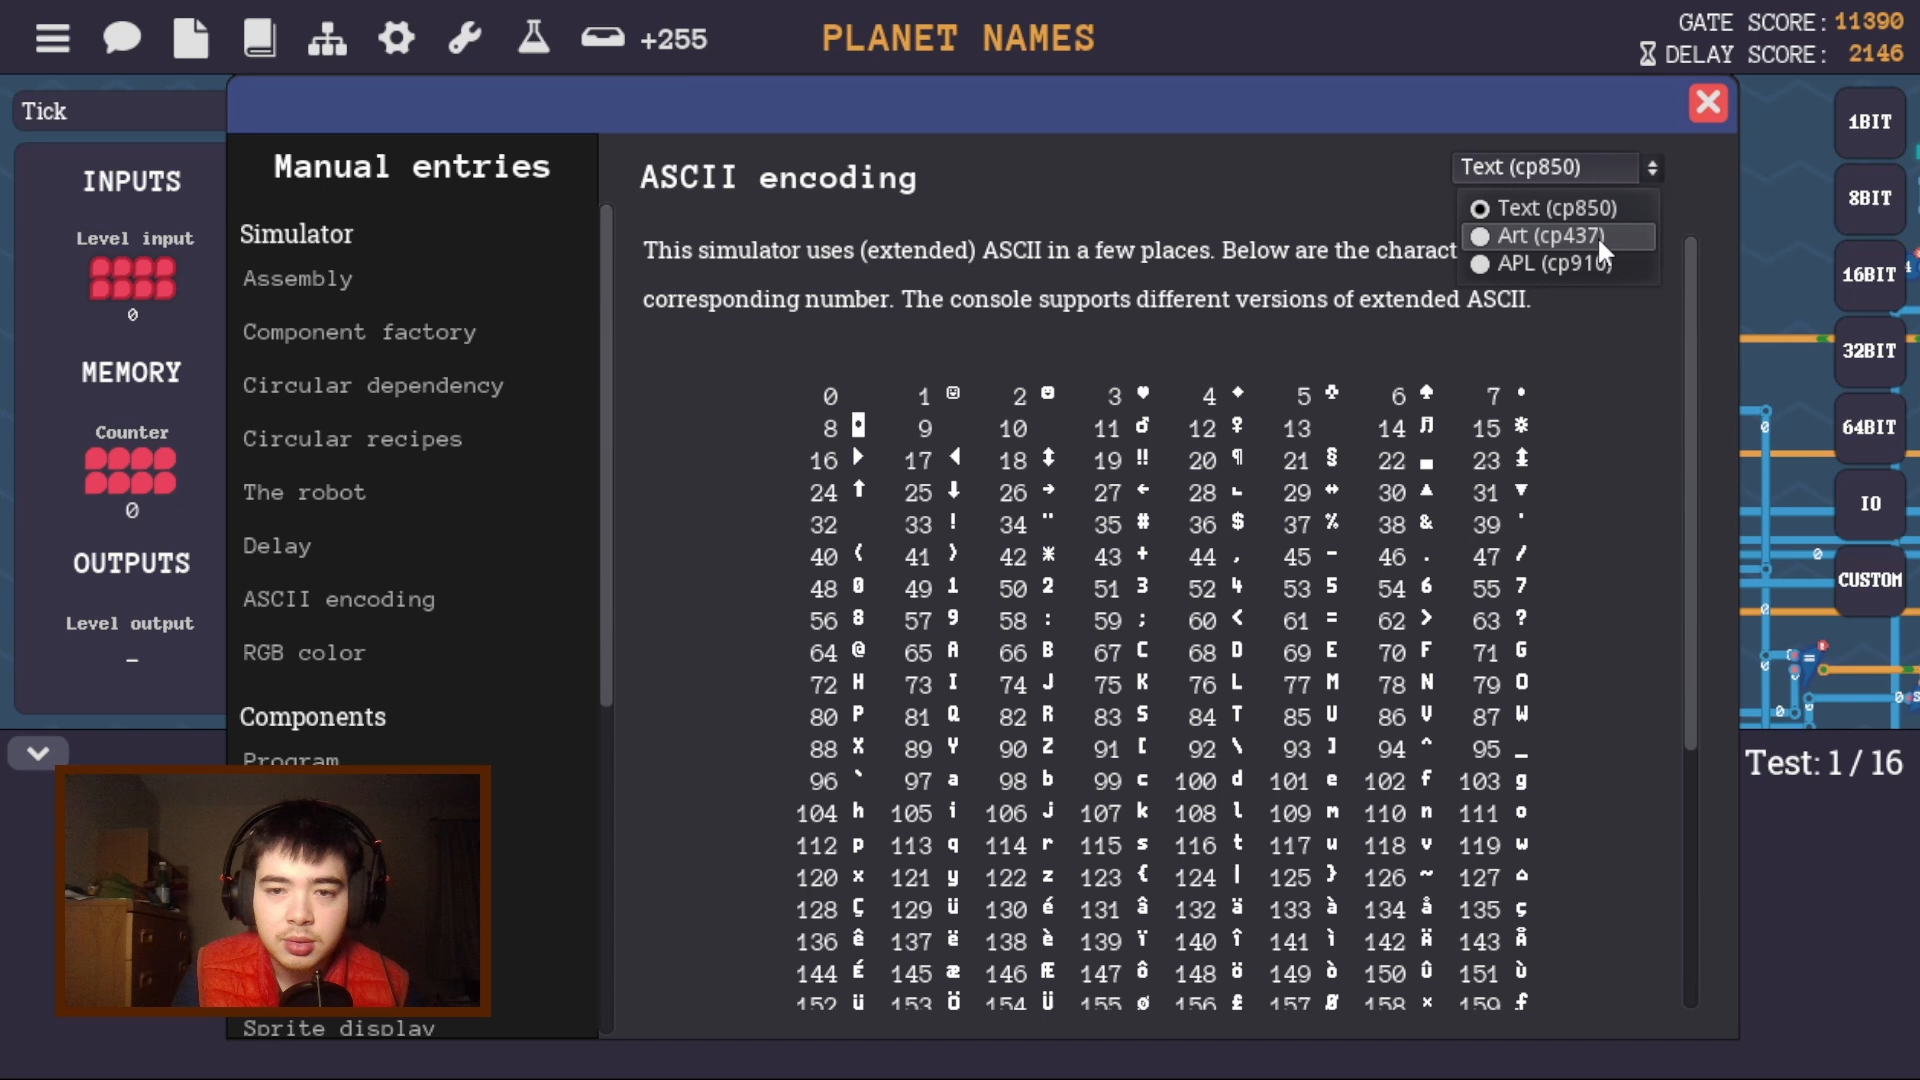 +255
PLANET NAMES
GATE SCORE: 11390
DELAY SCORE: 2146
Tick
INPUTS
Level input
0
MEMORY
Counter
0
OUTPUTS
Level output
–
Manual entries
Simulator
Assembly
Component factory
Circular dependency
Circular recipes
The robot
Delay
ASCII encoding
RGB color
Components
Program
Sprite display
ASCII encoding
Text (cp850)
Text (cp850)
Art (cp437)
APL (cp910)
This simulator uses (extended) ASCII in a few places. Below are the charact
corresponding number. The console supports different versions of extended ASCII.
0 1 ☺ 2 ☻ 3 ♥ 4 ♦ 5 ♣ 6 ♠ 7 •
8 ◘ 9 10 11 ♂ 12 ♀ 13 14 ♫ 15 ☼
16 ► 17 ◄ 18 ↕ 19 ‼ 20 ¶ 21 § 22 ▬ 23 ↨
24 ↑ 25 ↓ 26 → 27 ← 28 ∟ 29 ↔ 30 ▲ 31 ▼
32 33 ! 34 " 35 # 36 $ 37 % 38 & 39 '
40 ( 41 ) 42 * 43 + 44 , 45 - 46 . 47 /
48 0 49 1 50 2 51 3 52 4 53 5 54 6 55 7
56 8 57 9 58 : 59 ; 60 < 61 = 62 > 63 ?
64 @ 65 A 66 B 67 C 68 D 69 E 70 F 71 G
72 H 73 I 74 J 75 K 76 L 77 M 78 N 79 O
80 P 81 Q 82 R 83 S 84 T 85 U 86 V 87 W
88 X 89 Y 90 Z 91 [ 92 \ 93 ] 94 ^ 95 _
96 ` 97 a 98 b 99 c 100 d 101 e 102 f 103 g
104 h 105 i 106 j 107 k 108 l 109 m 110 n 111 o
112 p 113 q 114 r 115 s 116 t 117 u 118 v 119 w
120 x 121 y 122 z 123 { 124 | 125 } 126 ~ 127 ⌂
128 Ç 129 ü 130 é 131 â 132 ä 133 à 134 å 135 ç
136 ê 137 ë 138 è 139 ï 140 î 141 ì 142 Ä 143 Å
144 É 145 æ 146 Æ 147 ô 148 ö 149 ò 150 û 151 ù
152 ÿ 153 Ö 154 Ü 155 ø 156 £ 157 Ø 158 × 159 ƒ
1BIT
8BIT
16BIT
32BIT
64BIT
IO
CUSTOM
Test: 1 / 16